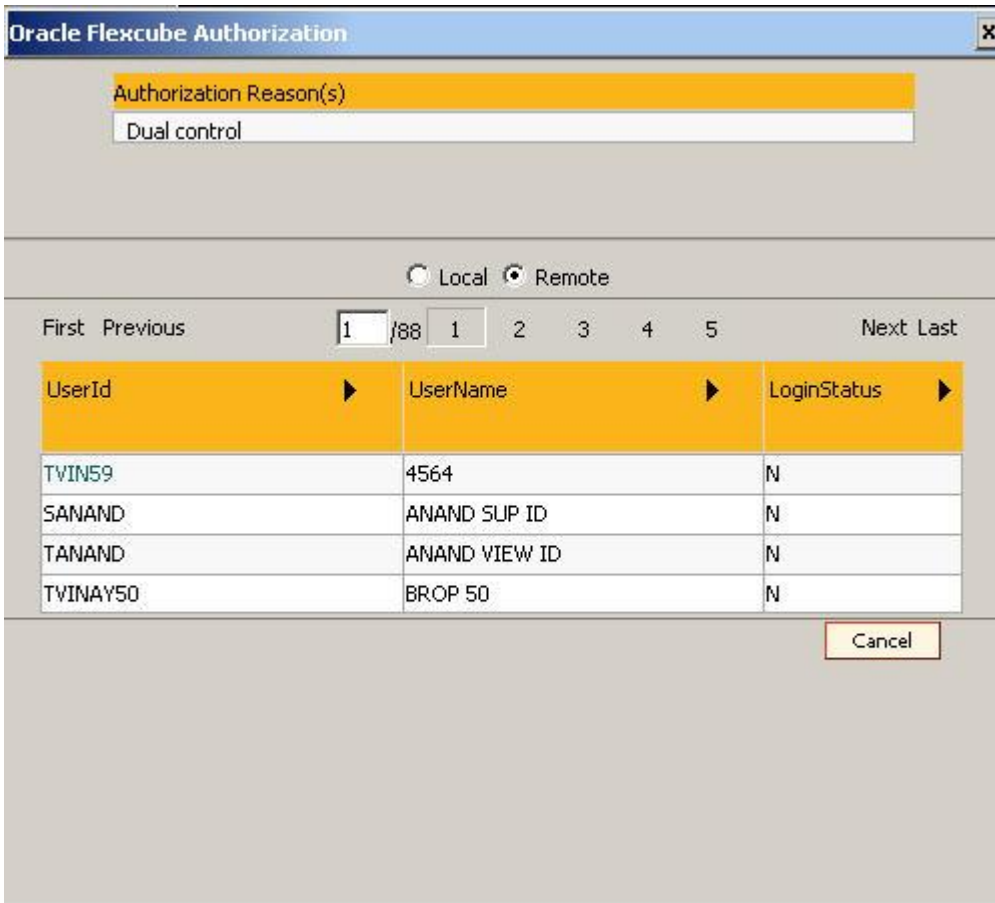 Oracle Flexcube Authorization
Authorization Reason(s)
Dual control
Local Remote
First Previous 1 /88 1 2 3 4 5 Next Last
UserId UserName LoginStatus
TVIN59 4564 N
SANAND ANAND SUP ID N
TANAND ANAND VIEW ID N
TVINAY50 BROP 50 N
Cancel